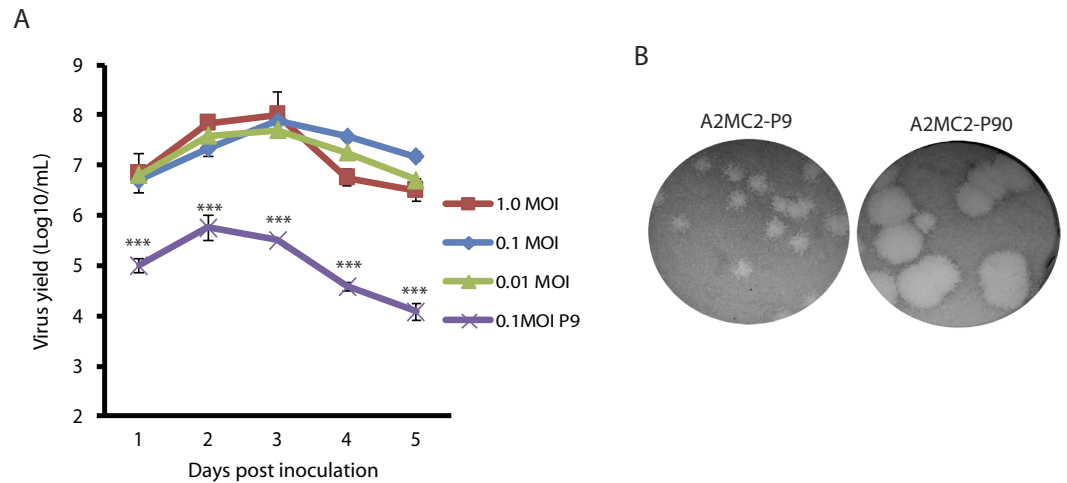 A
9
8
7
6
5
4
3
2
Virus yield (Log10/mL)
***
***
***
***
***
1
2
3
4
5
Days post inoculation
1.0 MOI
0.1 MOI
0.01 MOI
0.1MOI P9
B
A2MC2-P9
A2MC2-P90